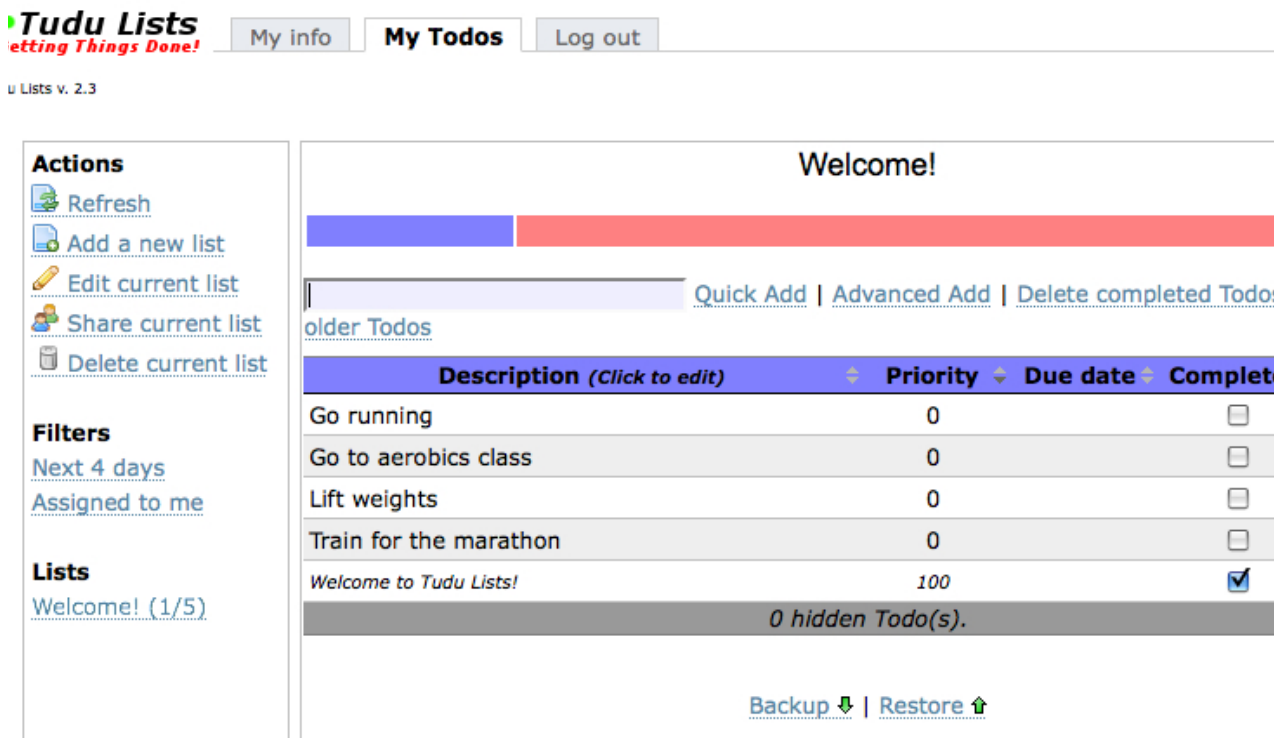 Tudu Lists
etting Things Done!
My info
My Todos
Log out
u Lists v. 2.3
Actions
Refresh
Add a new list
Edit current list
Share current list
Delete current list
Filters
Next 4 days
Assigned to me
Lists
Welcome! (1/5)
Welcome!
Quick Add | Advanced Add | Delete completed Todos
older Todos
Description (Click to edit) Priority Due date Complete
Go running 0
Go to aerobics class 0
Lift weights 0
Train for the marathon 0
Welcome to Tudu Lists! 100
0 hidden Todo(s).
Backup | Restore